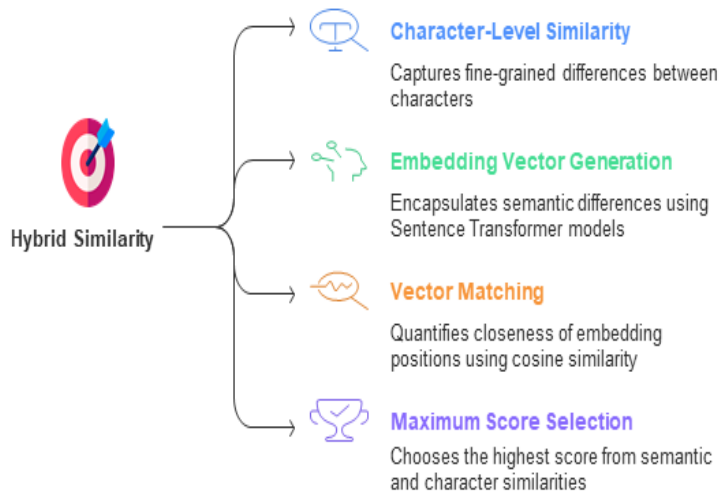 Character-Level Similarity
Captures fine-grained differences between
characters
Embedding Vector Generation
Encapsulates semantic differences using
Sentence Transformer models
Hybrid Similarity
Vector Matching
Quantifies closeness of embedding
positions using cosine similarity
Maximum Score Selection
Chooses the highest score from semantic
and character similarities